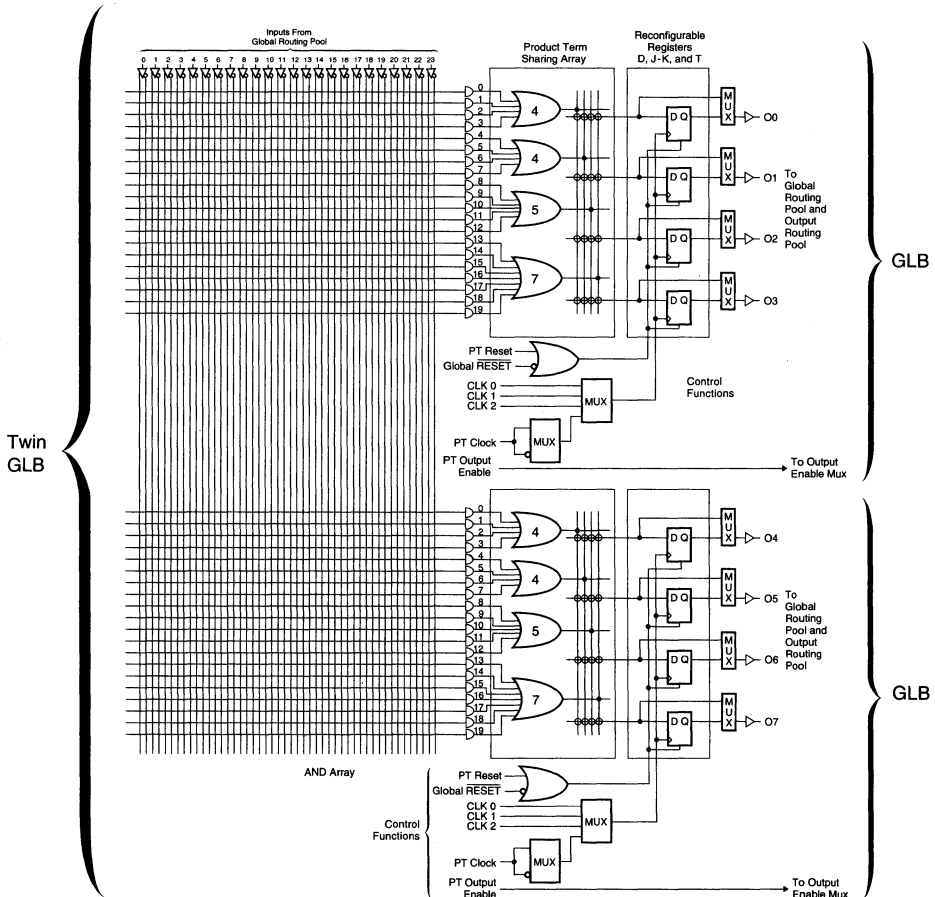 Inputs From
Global Routing Pool
0 1 2 3 4 5 6 7 8 9 10 11 12 13 14 15 16 17 18 19 20 21 22 23
Product Term
Sharing Array
Reconfigurable
Registers
D, J-K, and T
0
1
2
3
4
5
6
7
8
9
10
11
12
13
14
15
16
17
18
19
4
4
5
7
D Q
D Q
D Q
D Q
MUX
MUX
MUX
MUX
O0
O1
O2
O3
To
Global
Routing
Pool and
Output
Routing
Pool
GLB
PT Reset
Global RESET
CLK 0
CLK 1
CLK 2
MUX
PT Clock
MUX
Control
Functions
PT Output
Enable
To Output
Enable Mux
Twin
GLB
0
1
2
3
4
5
6
7
8
9
10
11
12
13
14
15
16
17
18
19
4
4
5
7
D Q
D Q
D Q
D Q
MUX
MUX
MUX
MUX
O4
O5
O6
O7
To
Global
Routing
Pool and
Output
Routing
Pool
GLB
AND Array
Control
Functions
PT Reset
Global RESET
CLK 0
CLK 1
CLK 2
MUX
PT Clock
MUX
PT Output
Enable
To Output
Enable Mux